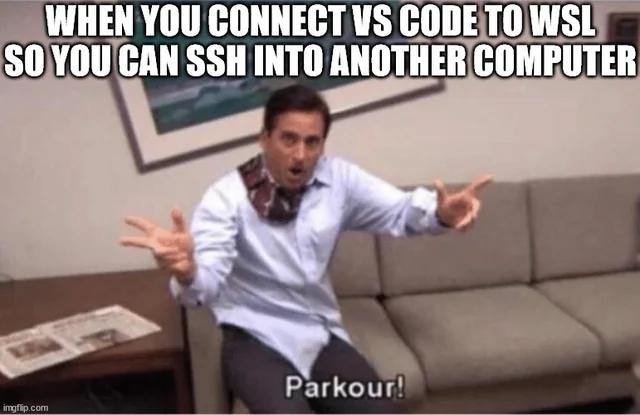 WHEN YOU CONNECT VS CODE TO WSL
SO YOU CAN SSH INTO ANOTHER COMPUTER
Parkour!
imgflip.com